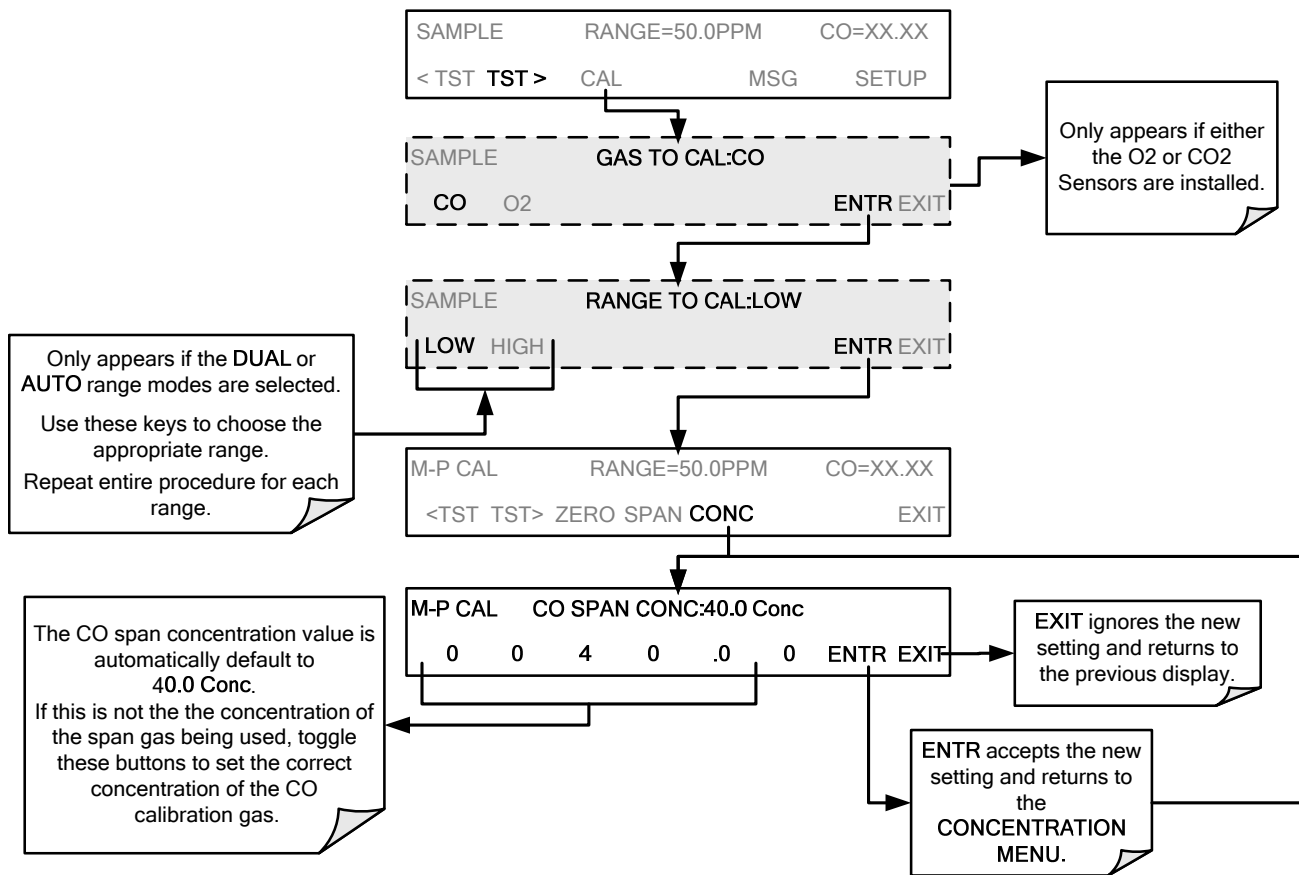 SAMPLE RANGE=50.0PPM CO=XX.XX
< TST TST > CAL MSG SETUP
SAMPLE GAS TO CAL:CO
CO O2 ENTR EXIT
Only appears if either
the O2 or CO2
Sensors are installed.
SAMPLE RANGE TO CAL:LOW
LOW HIGH ENTR EXIT
Only appears if the DUAL or
AUTO range modes are selected.
Use these keys to choose the
appropriate range.
Repeat entire procedure for each
range.
M-P CAL RANGE=50.0PPM CO=XX.XX
<TST TST> ZERO SPAN CONC EXIT
M-P CAL CO SPAN CONC:40.0 Conc
0 0 4 0 .0 0 ENTR EXIT
The CO span concentration value is
automatically default to
40.0 Conc.
If this is not the the concentration of
the span gas being used, toggle
these buttons to set the correct
concentration of the CO
calibration gas.
EXIT ignores the new
setting and returns to
the previous display.
ENTR accepts the new
setting and returns to
the
CONCENTRATION
MENU.